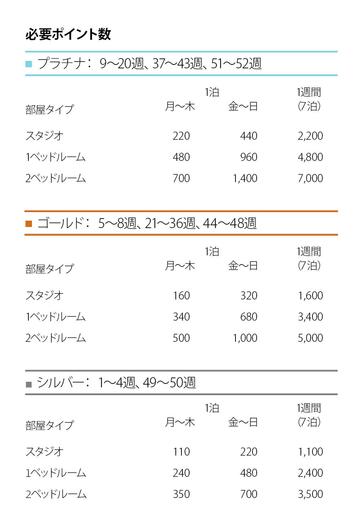 必要ポイント数
プラチナ： 9〜20週、37〜43週、51〜52週
1泊 1週間
部屋タイプ 月〜木 金〜日 (7泊)
スタジオ 220 440 2,200
1ベッドルーム 480 960 4,800
2ベッドルーム 700 1,400 7,000
ゴールド： 5〜8週、21〜36週、44〜48週
1泊 1週間
部屋タイプ 月〜木 金〜日 (7泊)
スタジオ 160 320 1,600
1ベッドルーム 340 680 3,400
2ベッドルーム 500 1,000 5,000
シルバー： 1〜4週、49〜50週
1泊 1週間
部屋タイプ 月〜木 金〜日 (7泊)
スタジオ 110 220 1,100
1ベッドルーム 240 480 2,400
2ベッドルーム 350 700 3,500